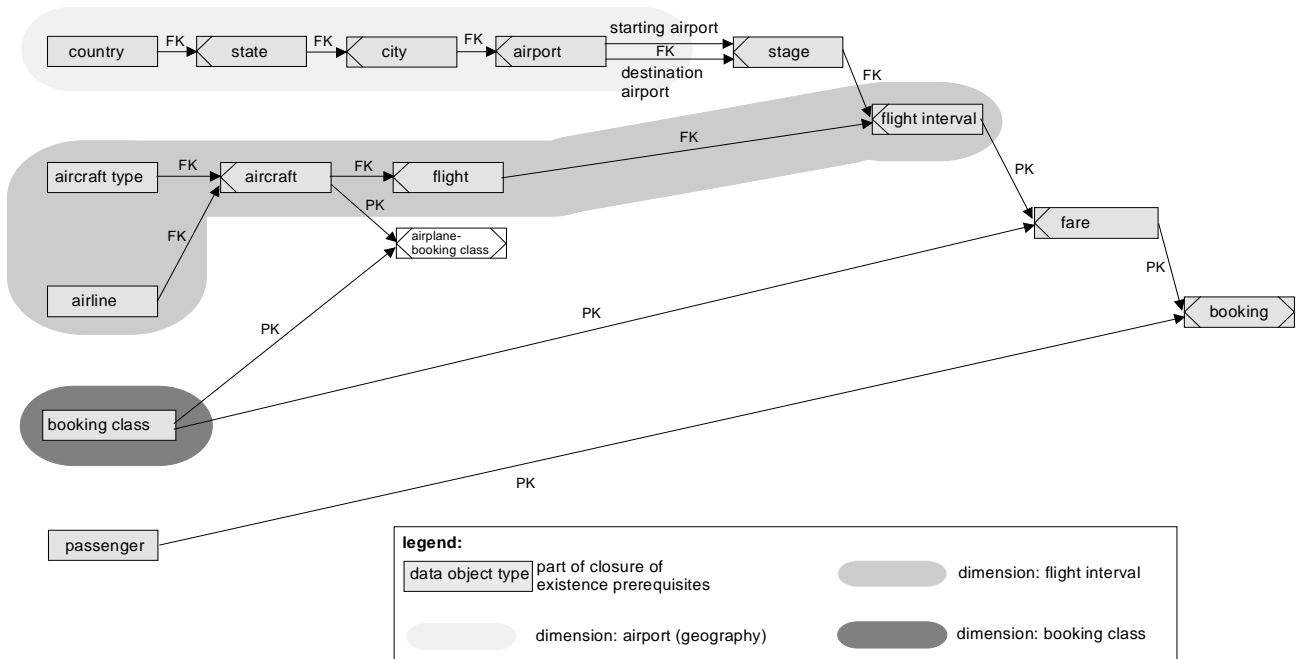 country
FK
state
FK
city
FK
airport
starting airport
FK
destination
airport
stage
FK
flight interval
FK
aircraft type
FK
aircraft
FK
flight
PK
PK
airplane-
booking class
FK
fare
airline
PK
PK
PK
booking
booking class
PK
passenger
legend:
data object type
part of closure of
existence prerequisites
dimension: flight interval
dimension: airport (geography)
dimension: booking class